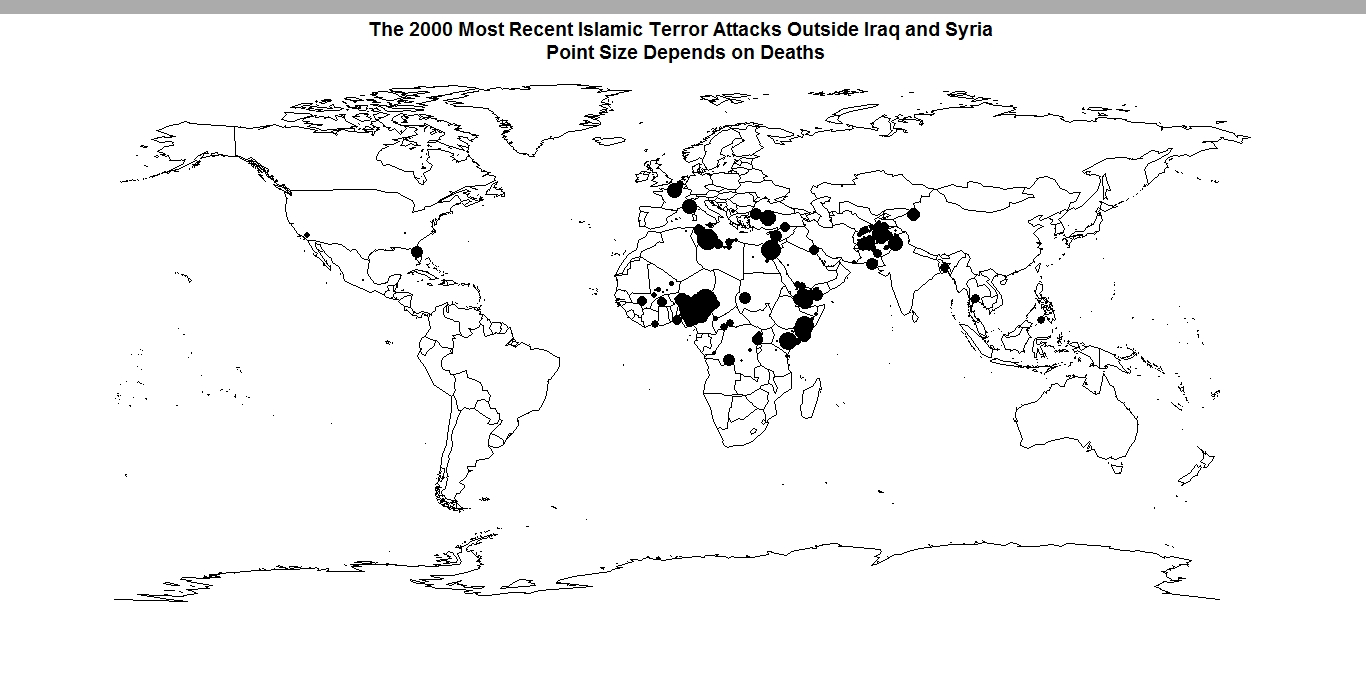 The 2000 Most Recent Islamic Terror Attacks Outside Iraq and Syria
Point Size Depends on Deaths